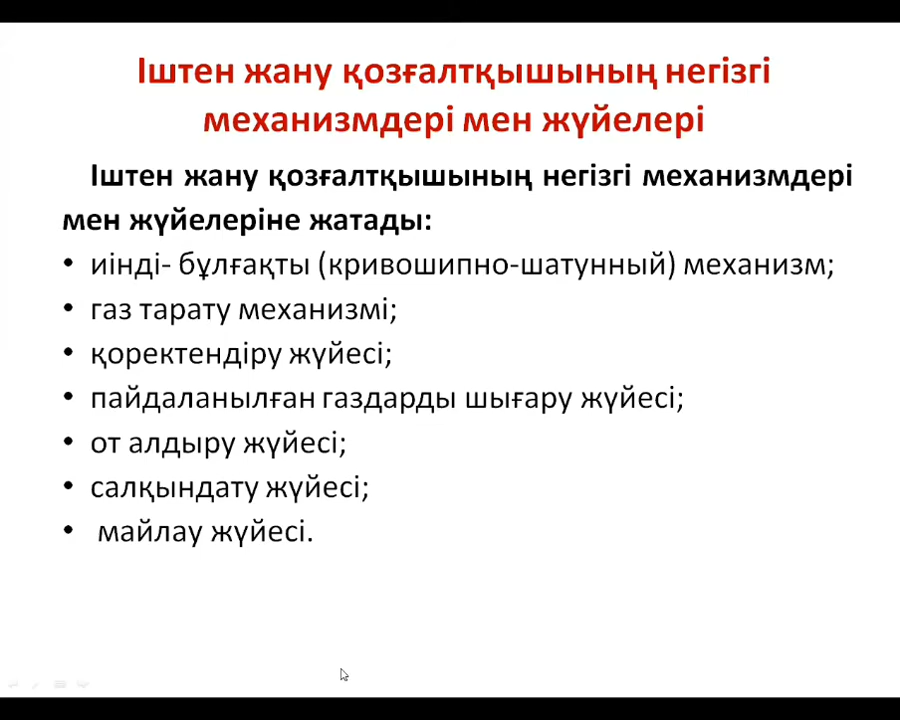 Іштен жану қозғалтқышының негізгі
механизмдері мен жүйелері
Іштен жану қозғалтқышының негізгі механизмдері
мен жүйелеріне жатады:
• иінді- бұлғақты (кривошипно-шатунный) механизм;
• газ тарату механизмі;
• қоректендіру жүйесі;
• пайдаланылған газдарды шығару жүйесі;
• от алдыру жүйесі;
• салқындату жүйесі;
• майлау жүйесі.